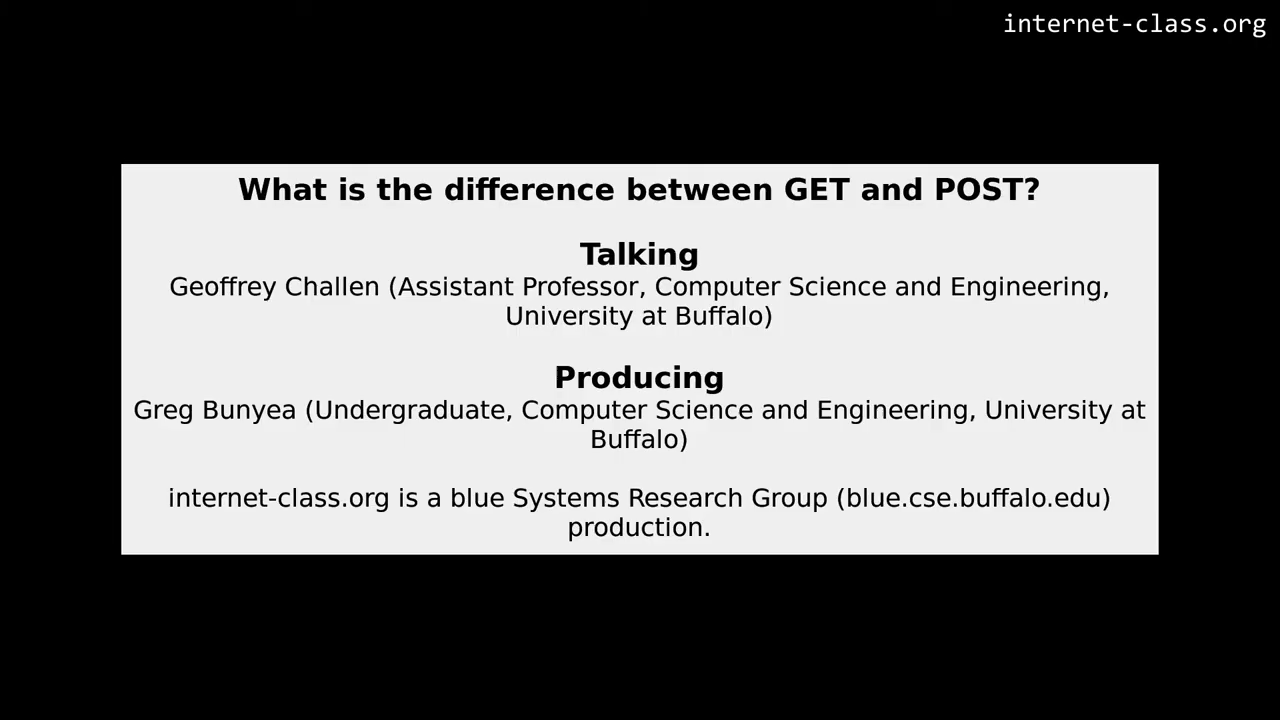 internet-class.org
What is the difference between GET and POST?
Talking
Geoffrey Challen (Assistant Professor, Computer Science and Engineering,
University at Buffalo)
Producing
Greg Bunyea (Undergraduate, Computer Science and Engineering, University at
Buffalo)
internet-class.org is a blue Systems Research Group (blue.cse.buffalo.edu)
production.